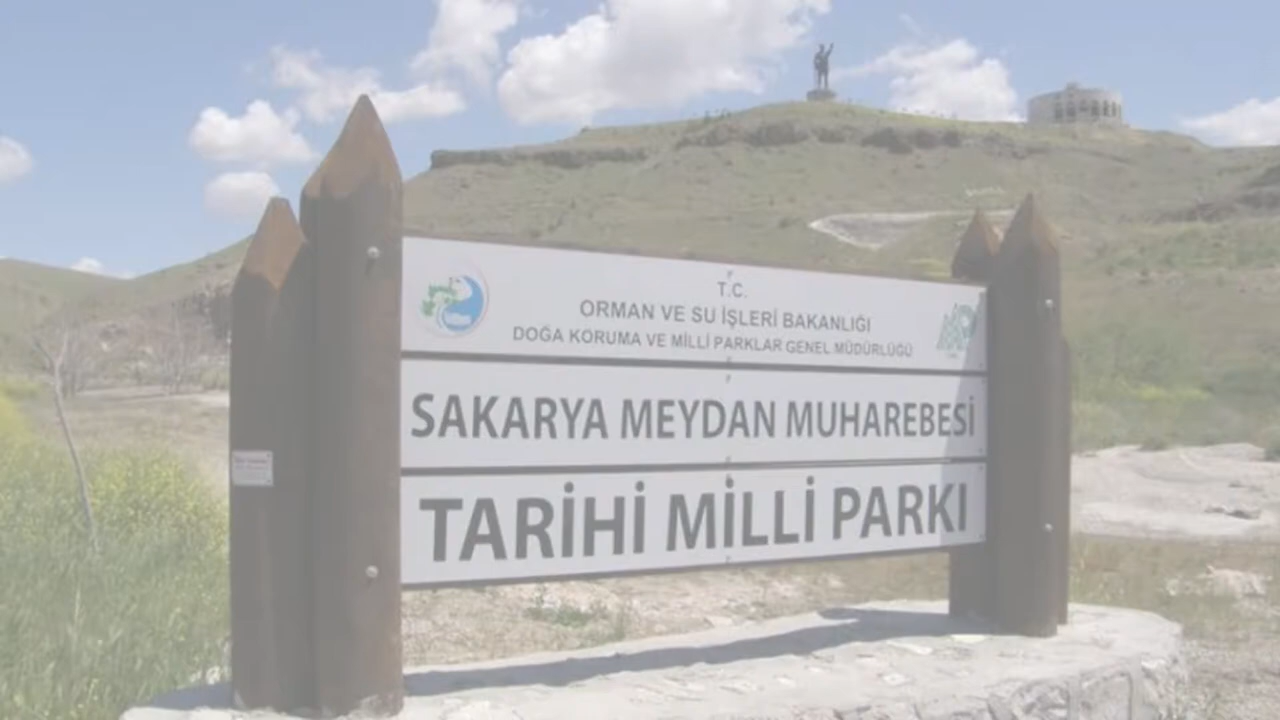 T.C.
ORMAN VE SU İŞLERİ BAKANLIĞI
DOĞA KORUMA VE MİLLİ PARKLAR GENEL MÜDÜRLÜĞÜ
SAKARYA MEYDAN MUHAREBESİ
TARİHİ MİLLİ PARKI